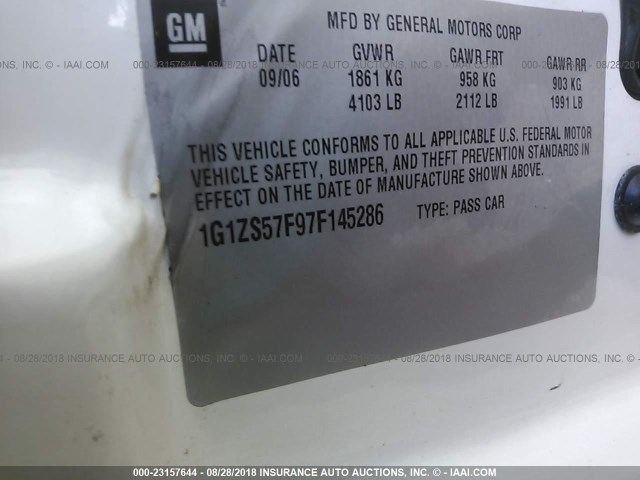 GM
MFD BY GENERAL MOTORS CORP
DATE GVWR GAWR FRT GAWR RR
09/06 1861 KG 958 KG 903 KG
4103 LB 2112 LB 1991 LB
THIS VEHICLE CONFORMS TO ALL APPLICABLE U.S. FEDERAL MOTOR
VEHICLE SAFETY, BUMPER, AND THEFT PREVENTION STANDARDS IN
EFFECT ON THE DATE OF MANUFACTURE SHOWN ABOVE.
1G1ZS57F97F145286 TYPE: PASS CAR
000-23157644 - 08/28/2018 INSURANCE AUTO AUCTIONS, INC. - © IAAI.COM